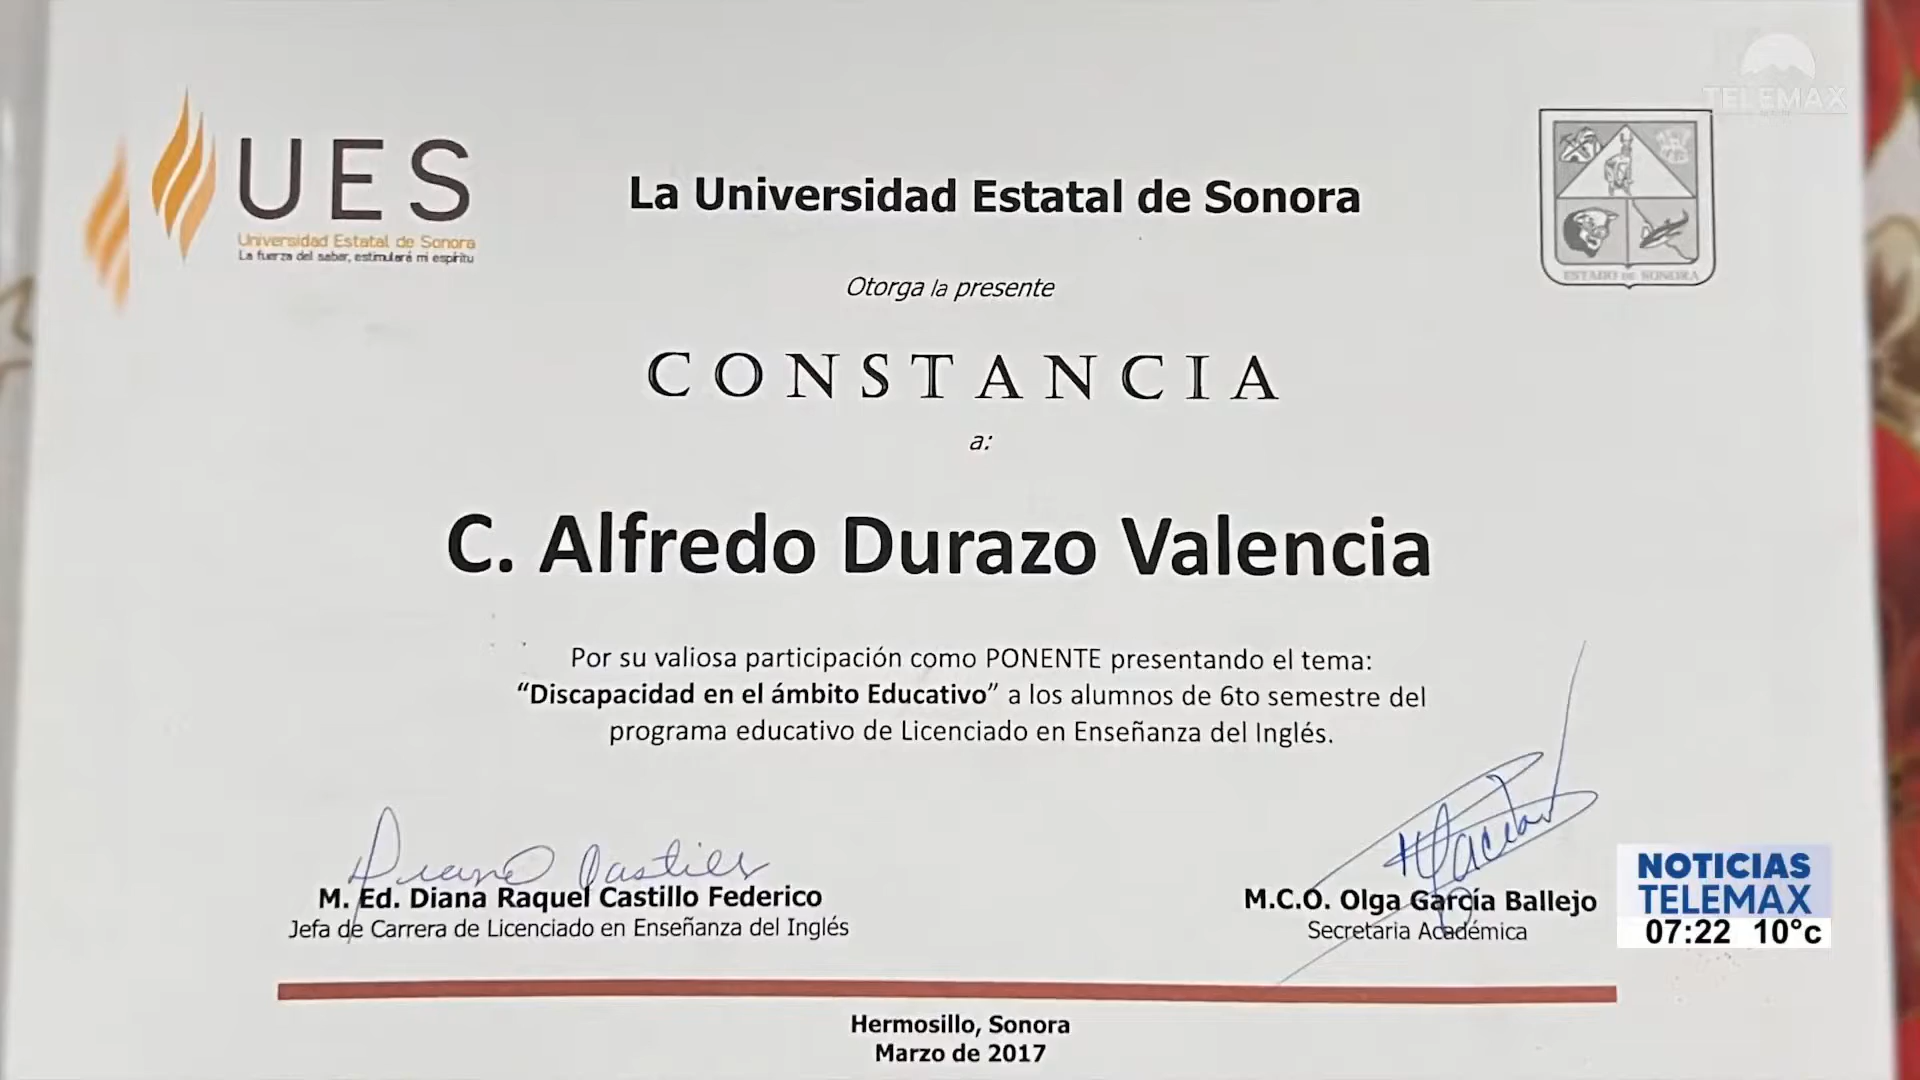 TELEMAX
UES
Universidad Estatal de Sonora
La fuerza del saber, estimulará mi espíritu
La Universidad Estatal de Sonora
ESTADO DE SONORA
Otorga la presente
CONSTANCIA
a:
C. Alfredo Durazo Valencia
Por su valiosa participación como PONENTE presentando el tema:
“Discapacidad en el ámbito Educativo” a los alumnos de 6to semestre del
programa educativo de Licenciado en Enseñanza del Inglés.
M. Ed. Diana Raquel Castillo Federico
Jefa de Carrera de Licenciado en Enseñanza del Inglés
M.C.O. Olga García Ballejo
Secretaria Académica
NOTICIAS
TELEMAX
07:22 10°c
Hermosillo, Sonora
Marzo de 2017